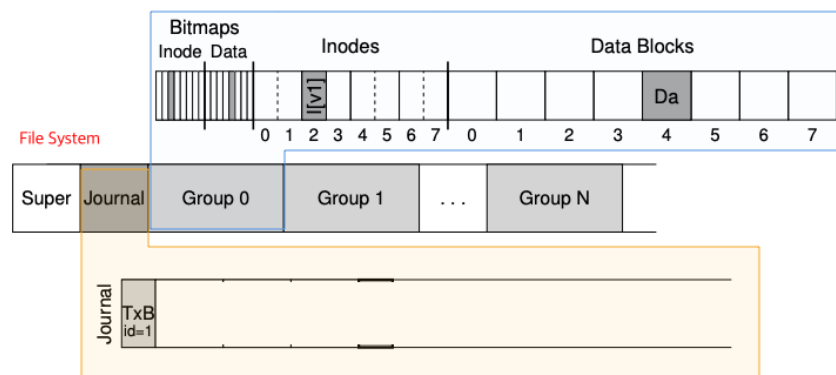 Bitmaps
Inode Data
Inodes
Data Blocks
I[v1]
Da
0 1 2 3 4 5 6 7 0 1 2 3 4 5 6 7
File System
Super Journal Group 0 Group 1 . . . Group N
Journal
TxB
id=1